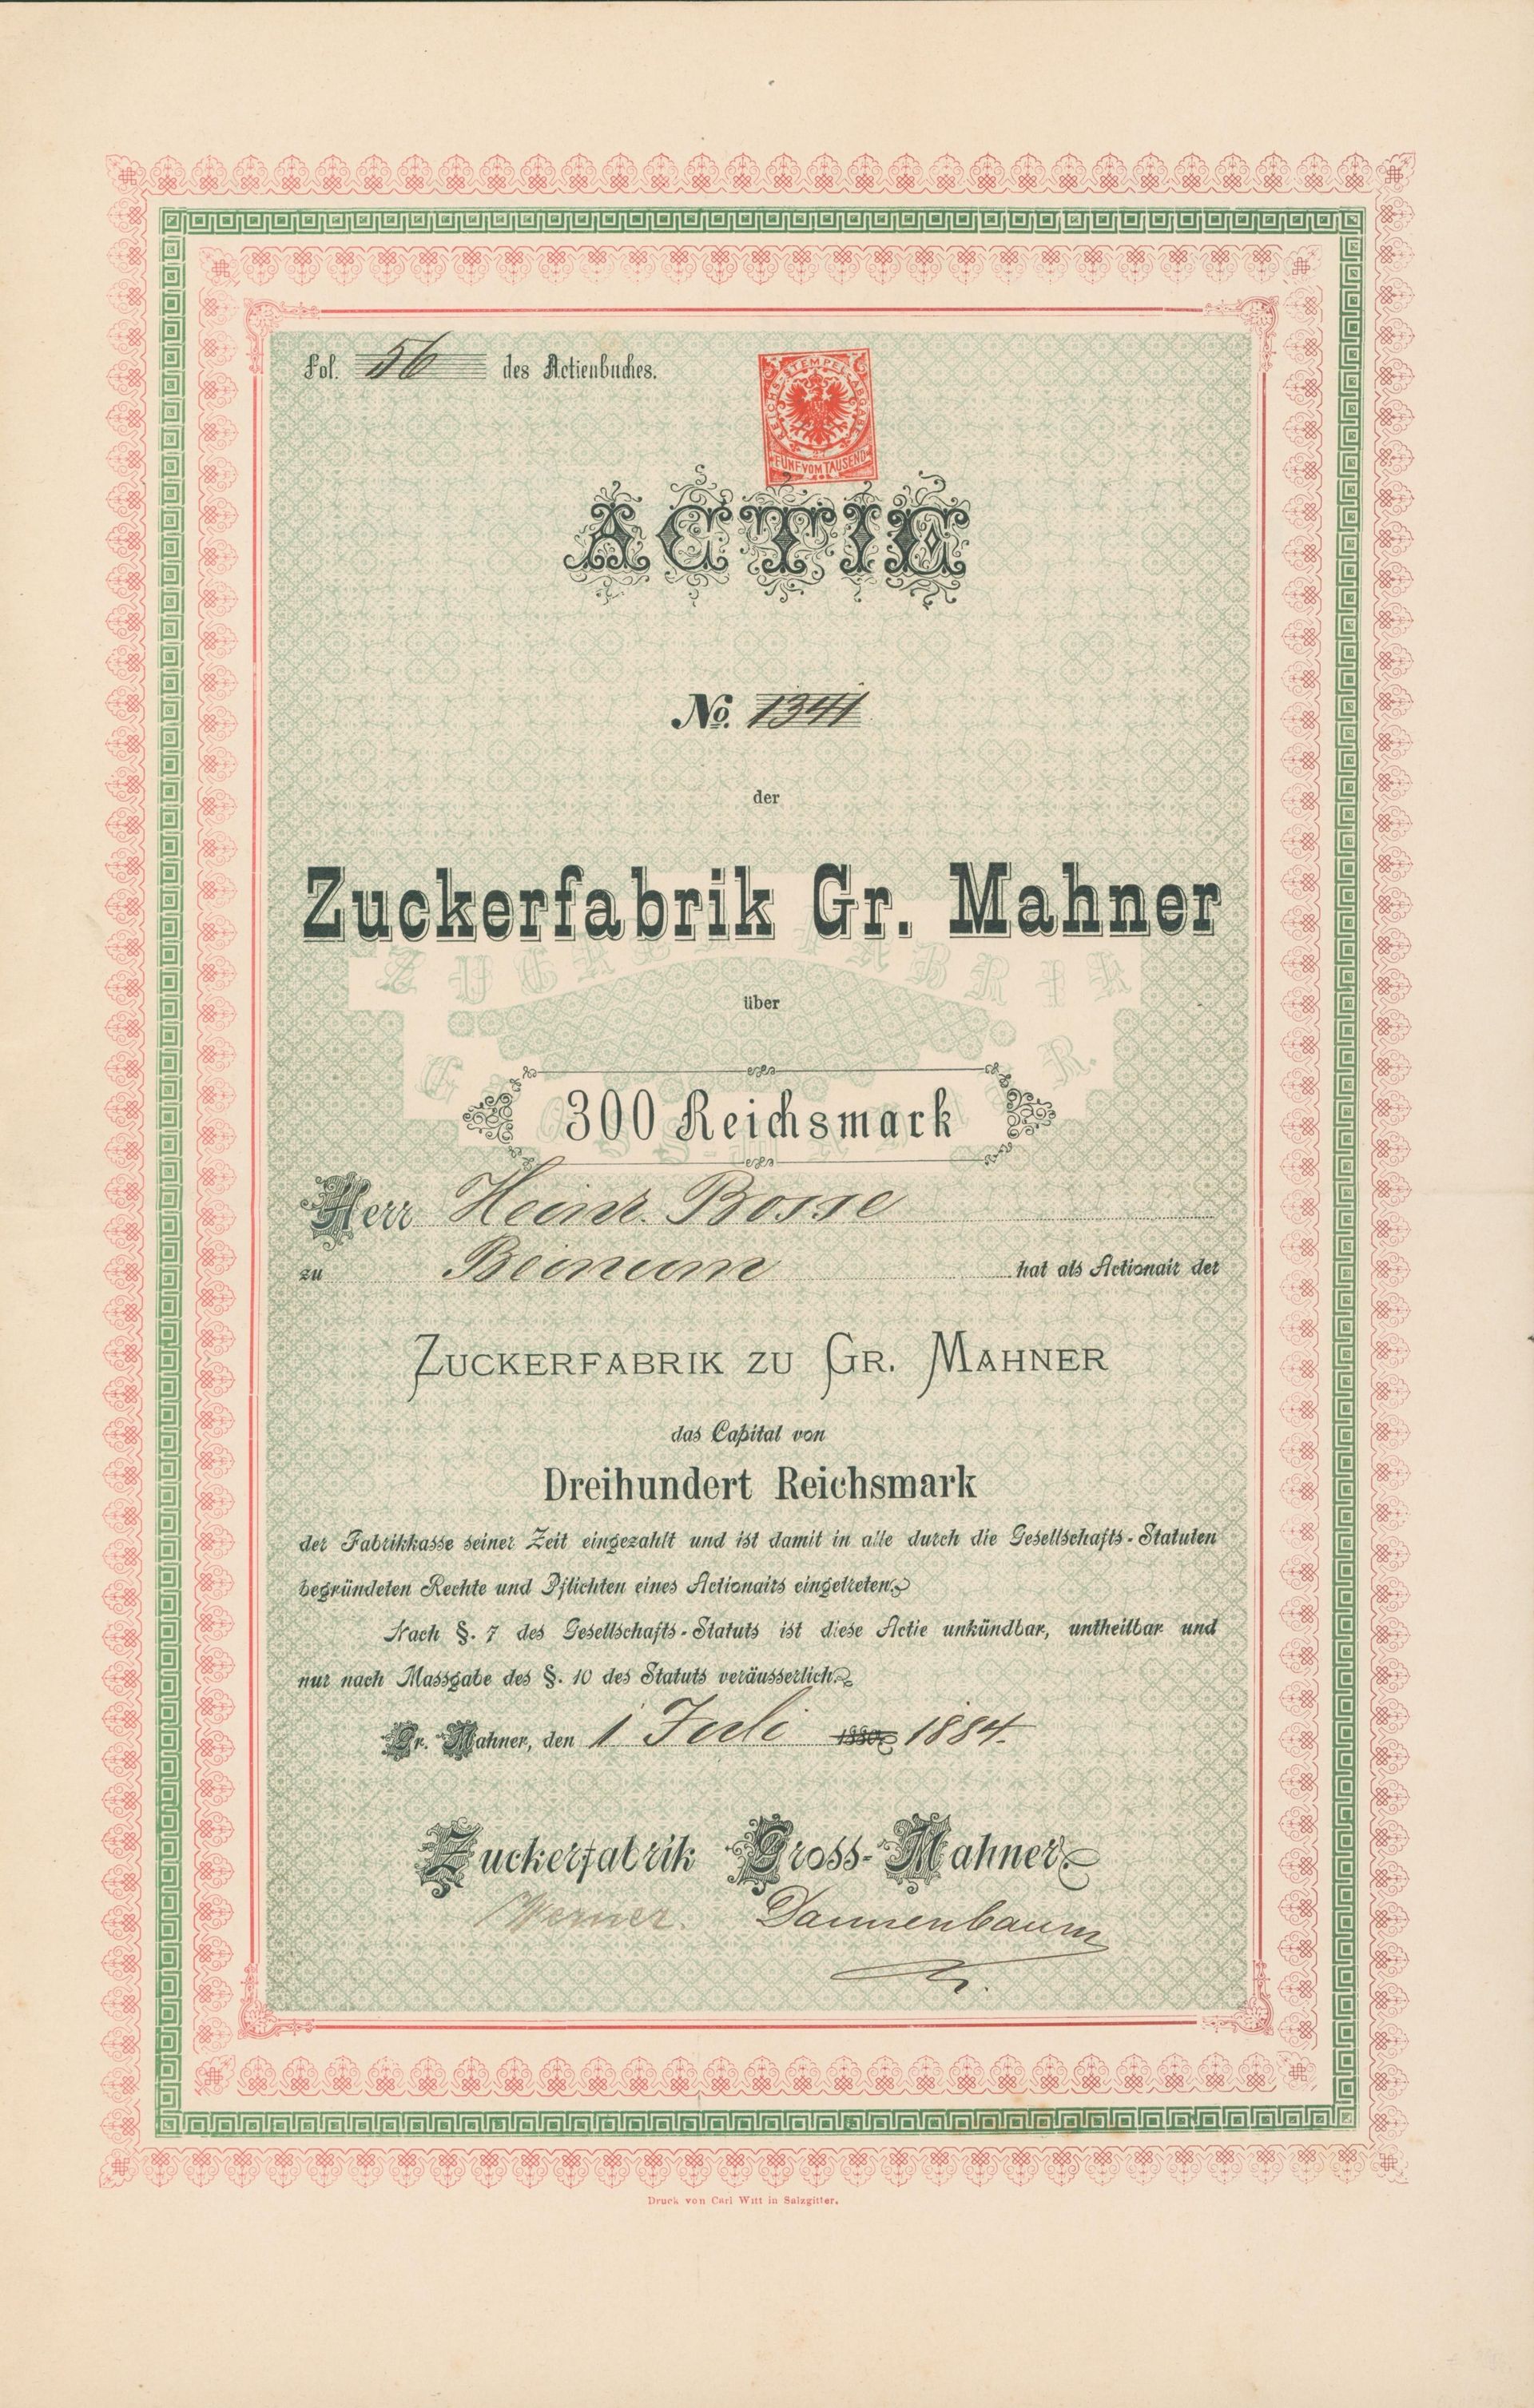 Fol. 56 des Actienbuches.
REICHS-STEMPEL-ABGABE
FÜNF VOM TAUSEND
ACTIE
No. 1341
der
Zuckerfabrik Gr. Mahner
ZUCKERFABRIK
über
300 Reichsmark
Herr Heinr. Bosse
zu Beinum hat als Actionair der
ZUCKERFABRIK ZU GR. MAHNER
das Capital von
Dreihundert Reichsmark
der Fabrikkasse seiner Zeit eingezahlt und ist damit in alle durch die Gesellschafts-Statuten
begründeten Rechte und Pflichten eines Actionairs eingetreten.
Nach §. 7 des Gesellschafts-Statuts ist diese Actie unkündbar, untheilbar und
nur nach Massgabe des §. 10 des Statuts veräusserlich.
Gr. Mahner, den 1 Juli 1880 1884.
Zuckerfabrik Gross-Mahner
Werner. Dannenbaum
Druck von Carl Witt in Salzgitter.